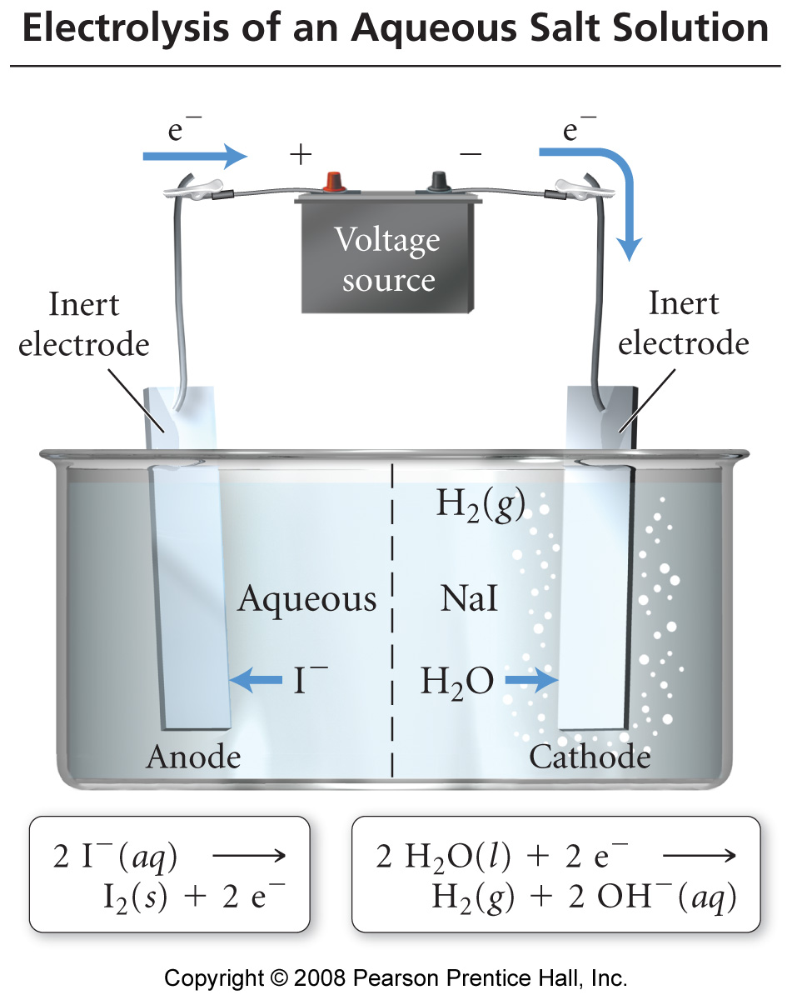 Electrolysis of an Aqueous Salt Solution
e⁻
e⁻
+
−
Voltage
source
Inert
electrode
Inert
electrode
H₂(g)
Aqueous
NaI
I⁻
H₂O
Anode
Cathode
2 I⁻(aq) ⟶
I₂(s) + 2 e⁻
2 H₂O(l) + 2 e⁻ ⟶
H₂(g) + 2 OH⁻(aq)
Copyright © 2008 Pearson Prentice Hall, Inc.